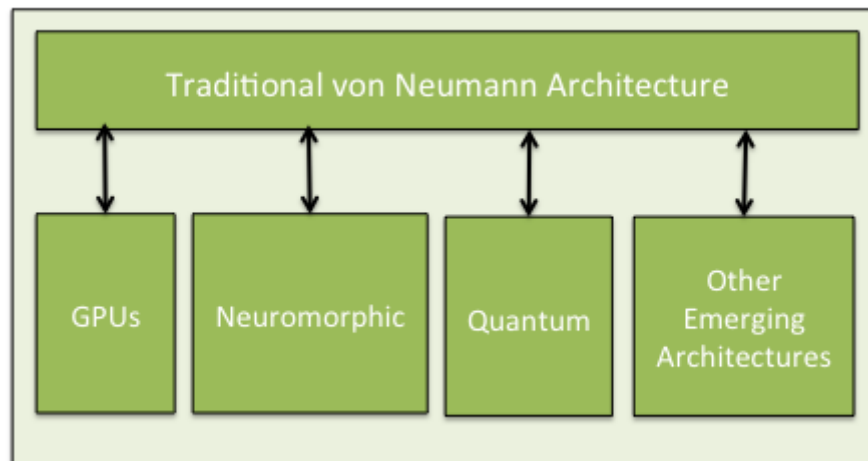 Traditional von Neumann Architecture
GPUs
Neuromorphic
Quantum
Other
Emerging
Architectures